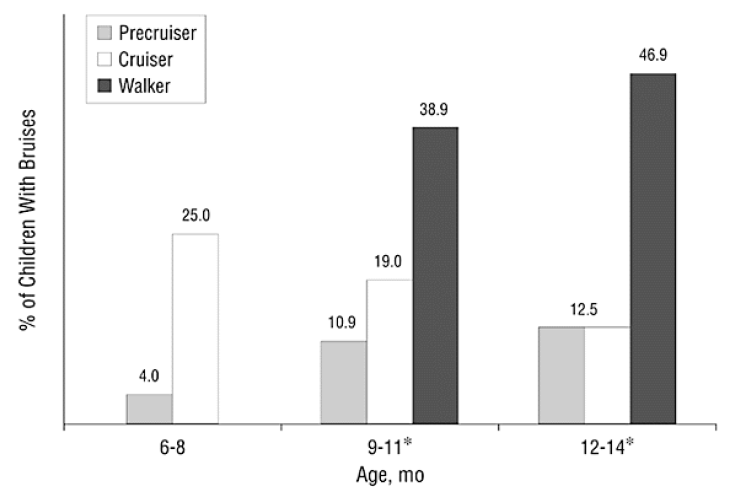 Precruiser
Cruiser
Walker
% of Children With Bruises
4.0
25.0
10.9
19.0
38.9
12.5
46.9
6-8
9-11*
12-14*
Age, mo